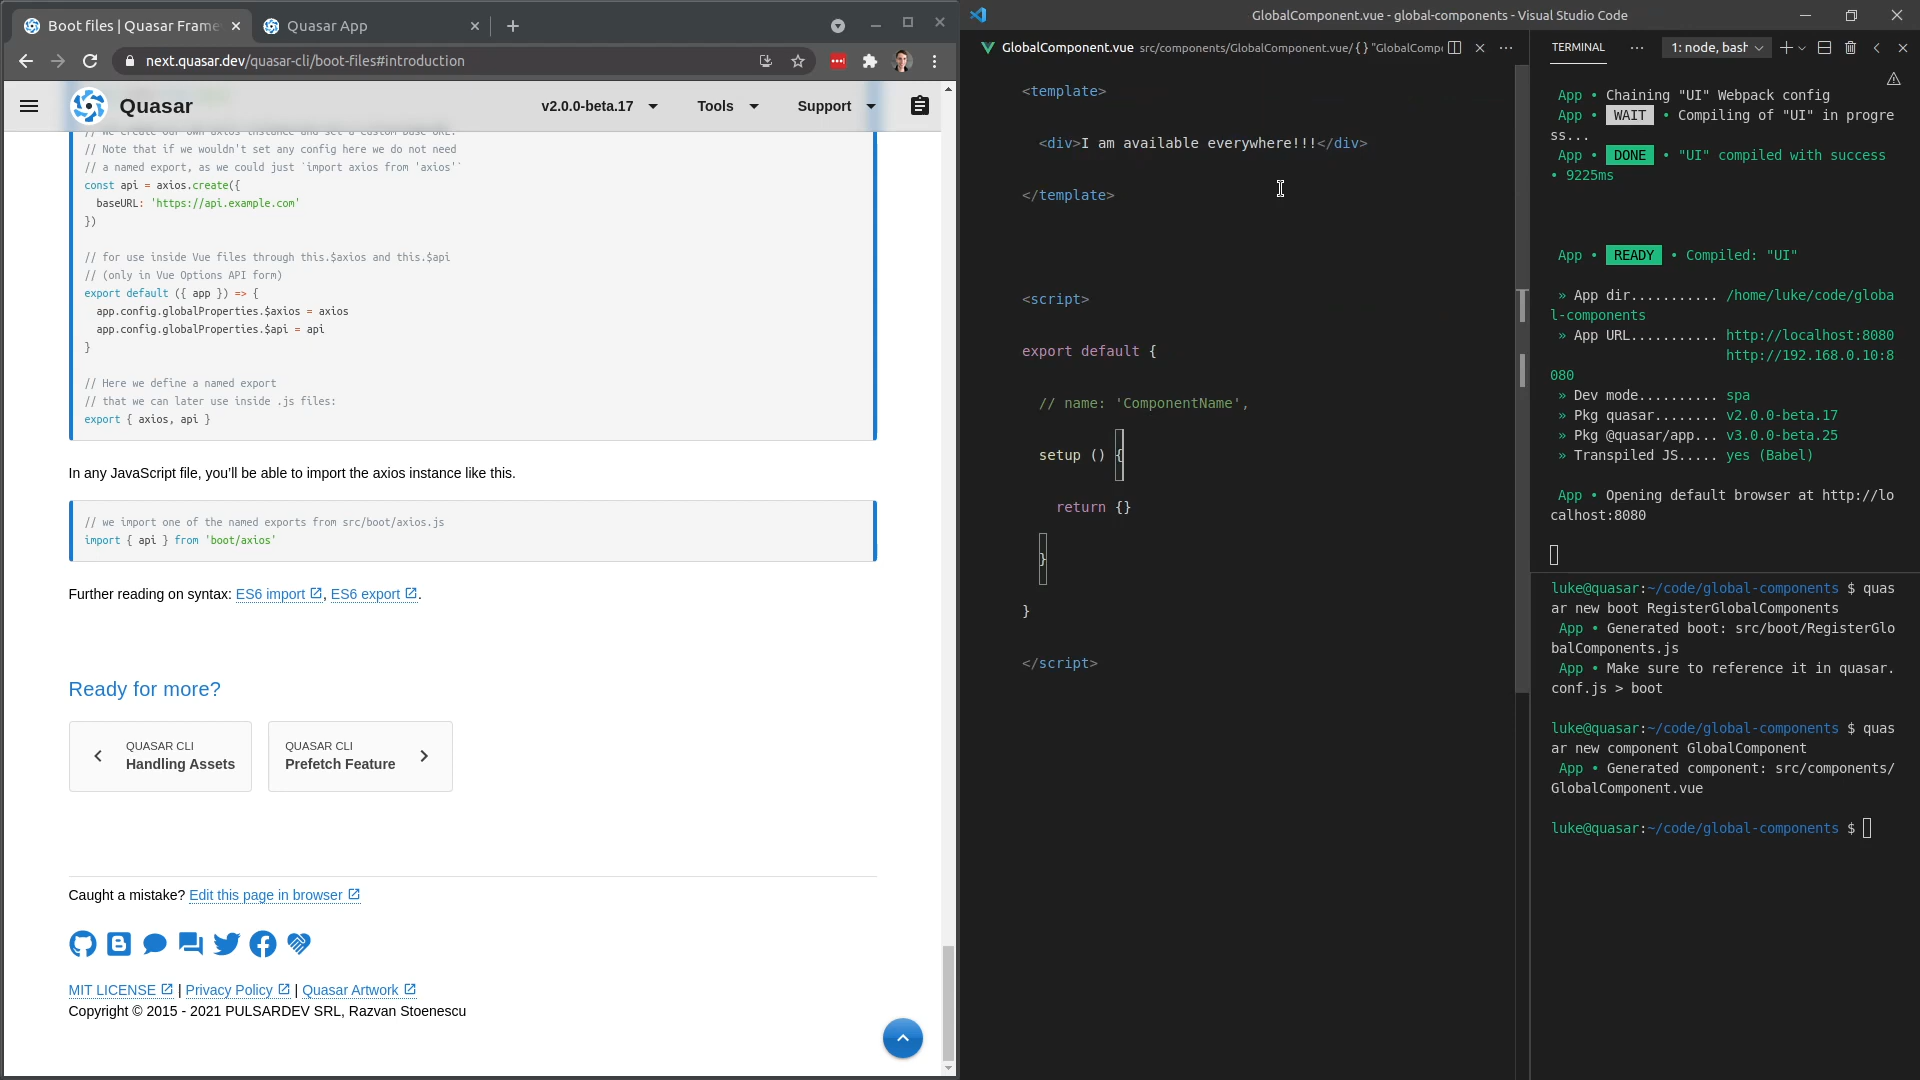 Boot files | Quasar Frame
Quasar App
next.quasar.dev/quasar-cli/boot-files#introduction
Quasar
v2.0.0-beta.17
Tools
Support
// We create our own axios instance and set a custom base URL.
// Note that if we wouldn't set any config here we do not need
// a named export, as we could just `import axios from 'axios'`
const api = axios.create({
baseURL: 'https://api.example.com'
})
// for use inside Vue files through this.$axios and this.$api
// (only in Vue Options API form)
export default ({ app }) => {
app.config.globalProperties.$axios = axios
app.config.globalProperties.$api = api
}
// Here we define a named export
// that we can later use inside .js files:
export { axios, api }
In any JavaScript file, you'll be able to import the axios instance like this.
// we import one of the named exports from src/boot/axios.js
import { api } from 'boot/axios'
Further reading on syntax: ES6 import, ES6 export.
Ready for more?
QUASAR CLI
Handling Assets
QUASAR CLI
Prefetch Feature
Caught a mistake? Edit this page in browser
MIT LICENSE | Privacy Policy | Quasar Artwork
Copyright © 2015 - 2021 PULSARDEV SRL, Razvan Stoenescu
GlobalComponent.vue - global-components - Visual Studio Code
GlobalComponent.vue src/components/GlobalComponent.vue/{ } "GlobalComp
<template>
<div>I am available everywhere!!!</div>
</template>
<script>
export default {
// name: 'ComponentName',
setup () {
return {}
}
}
</script>
TERMINAL
1: node, bash
App • Chaining "UI" Webpack config
App • WAIT • Compiling of "UI" in progre
ss...
App • DONE • "UI" compiled with success
• 9225ms
App • READY • Compiled: "UI"
» App dir........... /home/luke/code/globa
l-components
» App URL........... http://localhost:8080
http://192.168.0.10:8
080
» Dev mode.......... spa
» Pkg quasar........ v2.0.0-beta.17
» Pkg @quasar/app... v3.0.0-beta.25
» Transpiled JS..... yes (Babel)
App • Opening default browser at http://lo
calhost:8080
luke@quasar:~/code/global-components $ quas
ar new boot RegisterGlobalComponents
App • Generated boot: src/boot/RegisterGlo
balComponents.js
App • Make sure to reference it in quasar.
conf.js > boot
luke@quasar:~/code/global-components $ quas
ar new component GlobalComponent
App • Generated component: src/components/
GlobalComponent.vue
luke@quasar:~/code/global-components $